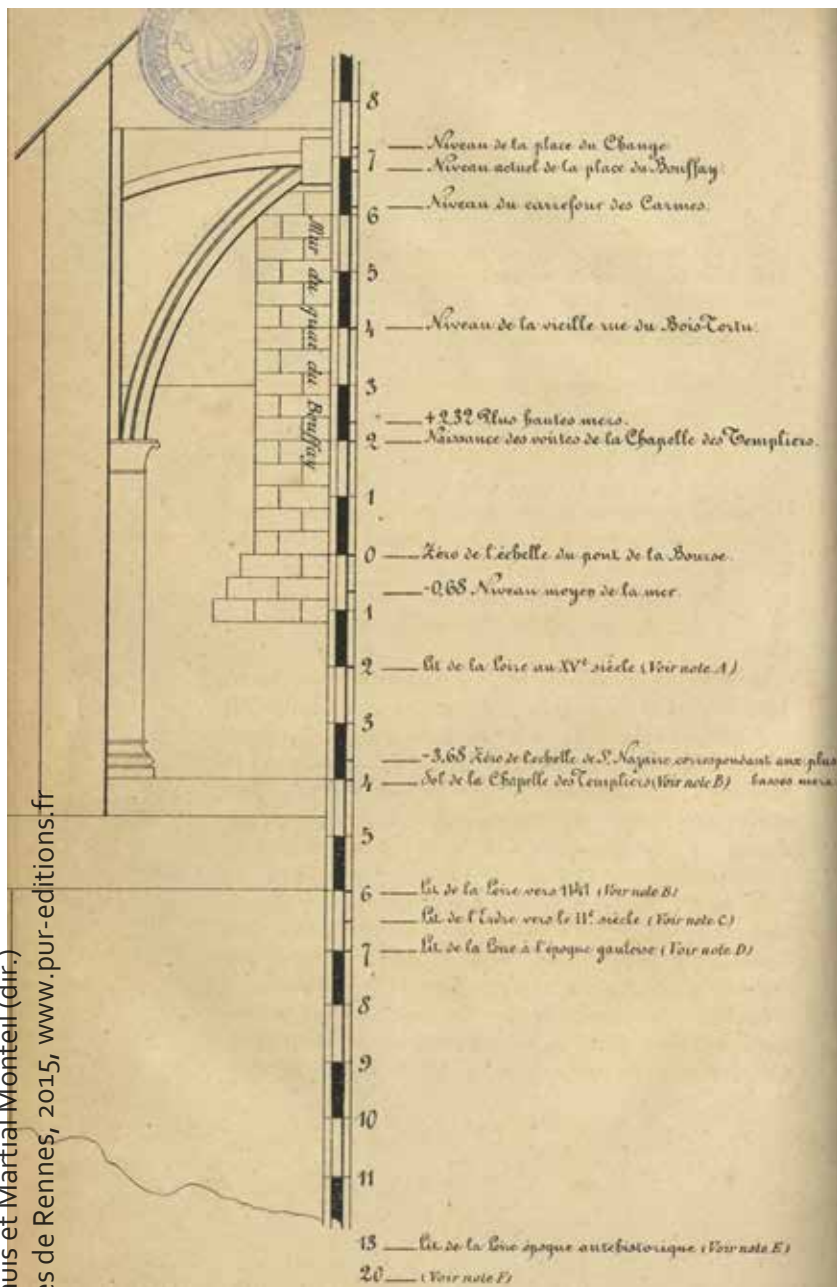 8
Niveau de la place du Change.
7
Niveau actuel de la place du Bouffay.
Niveau du carrefour des Carmes.
6
5
4 Niveau de la vieille rue du Bois Tortu.
3
+2,32 Plus hautes mers.
2 Naissance des voûtes de la Chapelle des Templiers.
1
0 Zéro de l'échelle du pont de la Bourse.
-0,68 Niveau moyen de la mer.
1
2 Lit de la Loire au XVe siècle (Voir note A)
3
-3,68 Zéro de l'echelle de St Nazaire, correspondant aux plus
basses mers
4 Sol de la Chapelle des Templiers (Voir note B)
5
6 Lit de la Loire vers (Voir note B)
Lit de l'Erdre vers le IIe siècle (Voir note C)
7 Lit de la Loire à l'époque gauloise (Voir note D)
8
9
10
11
13 Lit de la Loire époque antéhistorique (Voir note E)
20 (Voir note F)
Mur du quai du Bouffay
nuis et Martial Monteil (dir.)
es de Rennes, 2015, www.pur-editions.fr